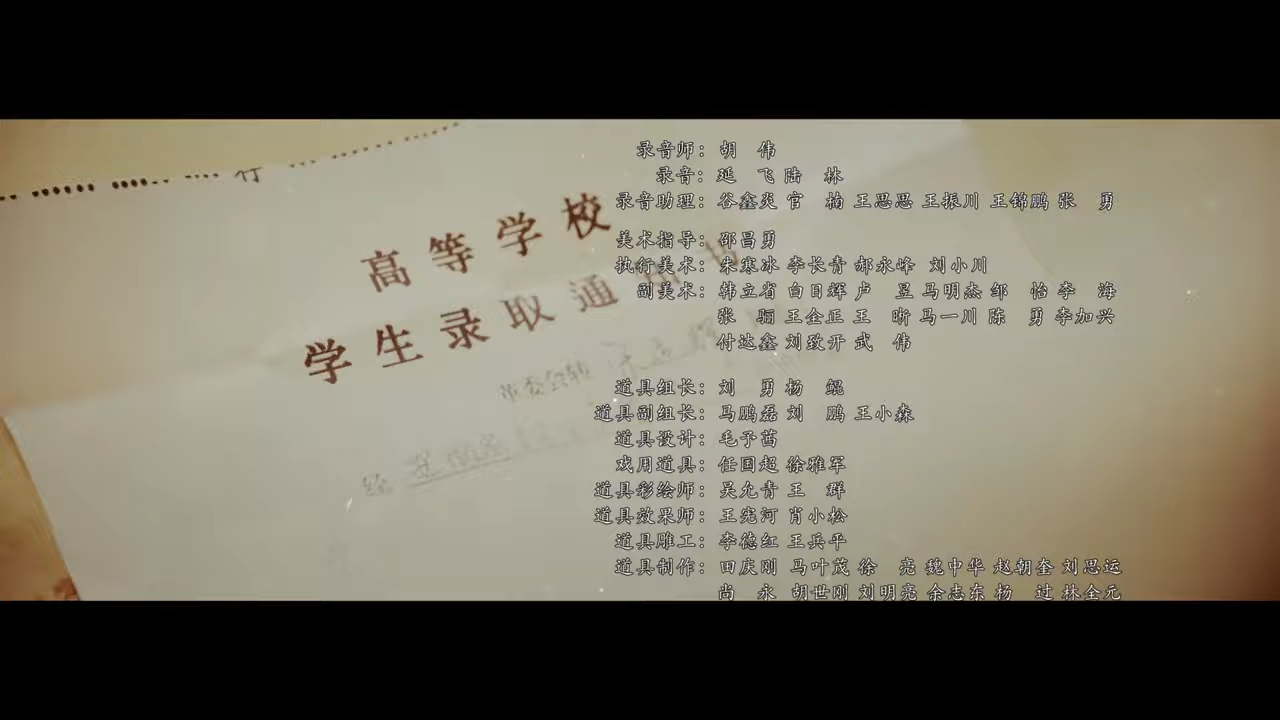 录音师：胡　伟
录音：延　飞 陆　林
录音助理：谷鑫炎 官　楠 王思思 王振川 王锦鹏 张　勇
美术指导：邵昌勇
执行美术：朱寒冰 李长青 郝永峰 刘小川
副美术：韩立省 白日辉 卢　昱 马明杰 邹　怡 李　海
张　骊 王金正 王　晰 马一川 陈　勇 李加兴
付达鑫 刘致开 武　伟
道具组长：刘　勇 杨　鲲
道具副组长：马鹏磊 刘　鹏 王小森
道具设计：毛予茜
戏用道具：任国超 徐雅军
道具彩绘师：吴允青 王　群
道具效果师：王宪河 肖小松
道具雕工：李德红 王兵平
道具制作：田庆刚 马叶茂 徐　亮 魏中华 赵朝奎 刘思运
尚　永 胡世刚 刘明亮 余志东 杨　过 林全元
高等学校
学生录取通知书
革委会转